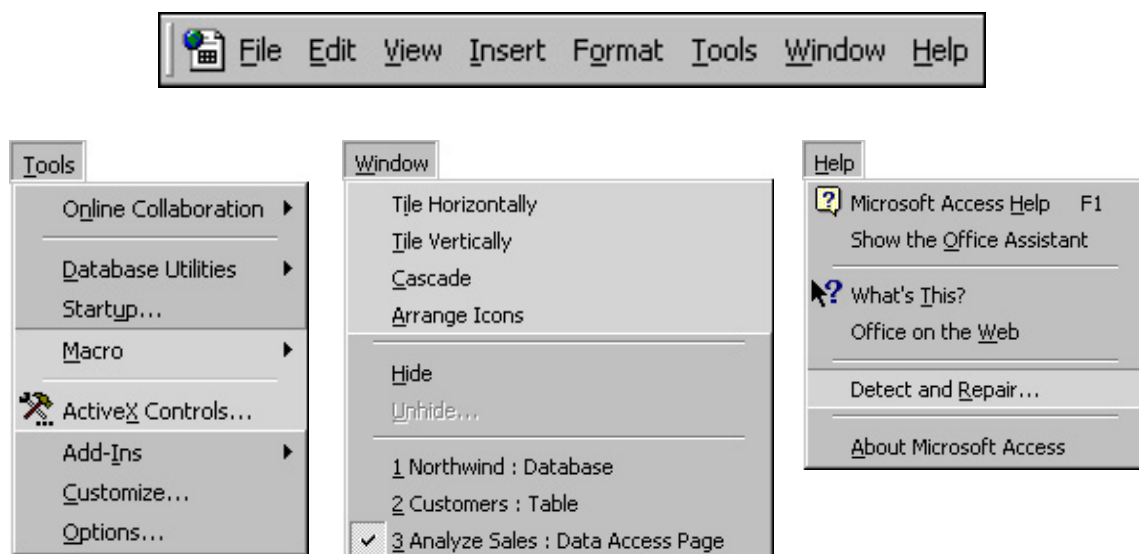 File Edit View Insert Format Tools Window Help
Tools
Online Collaboration
Database Utilities
Startup...
Macro
ActiveX Controls...
Add-Ins
Customize...
Options...
Window
Tile Horizontally
Tile Vertically
Cascade
Arrange Icons
Hide
Unhide...
1 Northwind : Database
2 Customers : Table
3 Analyze Sales : Data Access Page
Help
Microsoft Access Help F1
Show the Office Assistant
What's This?
Office on the Web
Detect and Repair...
About Microsoft Access